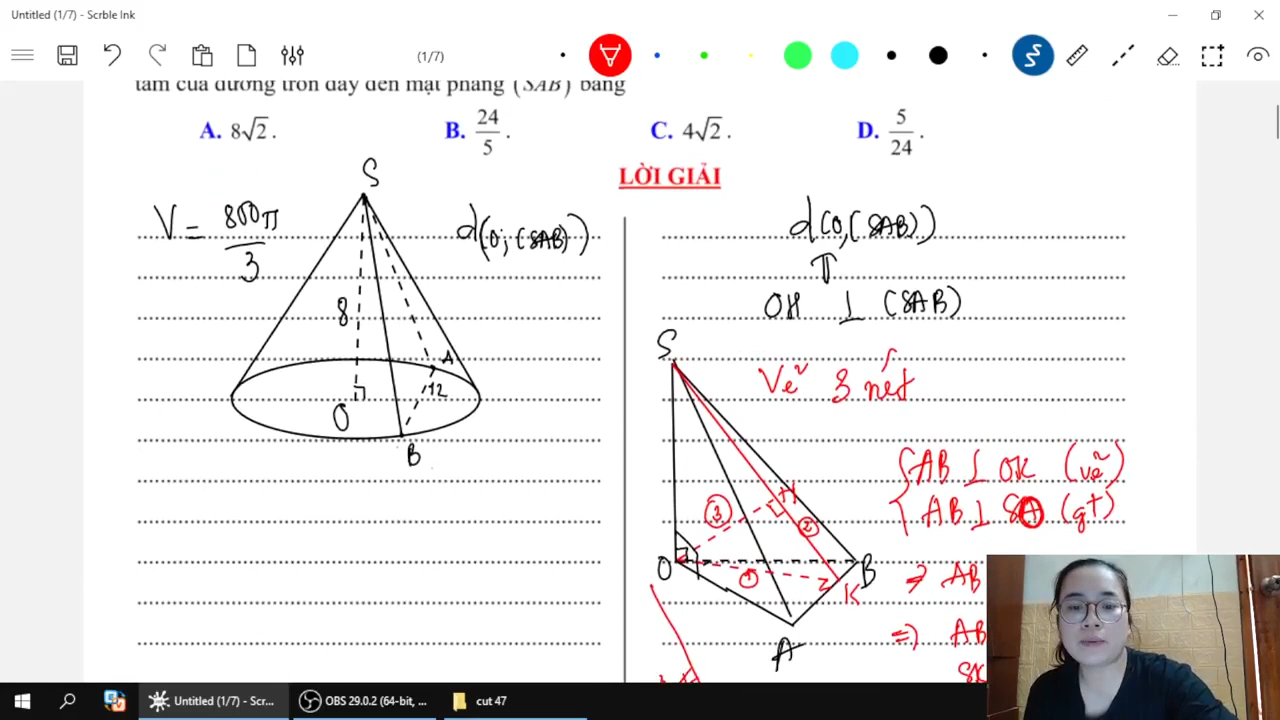 Untitled (1/7) - Scrble Ink
(1/7)
tâm của đường tròn đáy đến mặt phẳng (SAB) bằng
A. 8√2. B. 24/5. C. 4√2. D. 5/24.
LỜI GIẢI
V = 800π/3
d(O; (SAB))
S
8
A
12
O
B
d(O, (SAB))
OH ⊥ (SAB)
S
Vẽ 3 nét
AB ⊥ OK (vẽ)
AB ⊥ SO (gt)
H
3
2
O
1
B
K
A
⇒ AB
⇒ AB
SK
Untitled (1/7) - Scr...
OBS 29.0.2 (64-bit, ...
cut 47